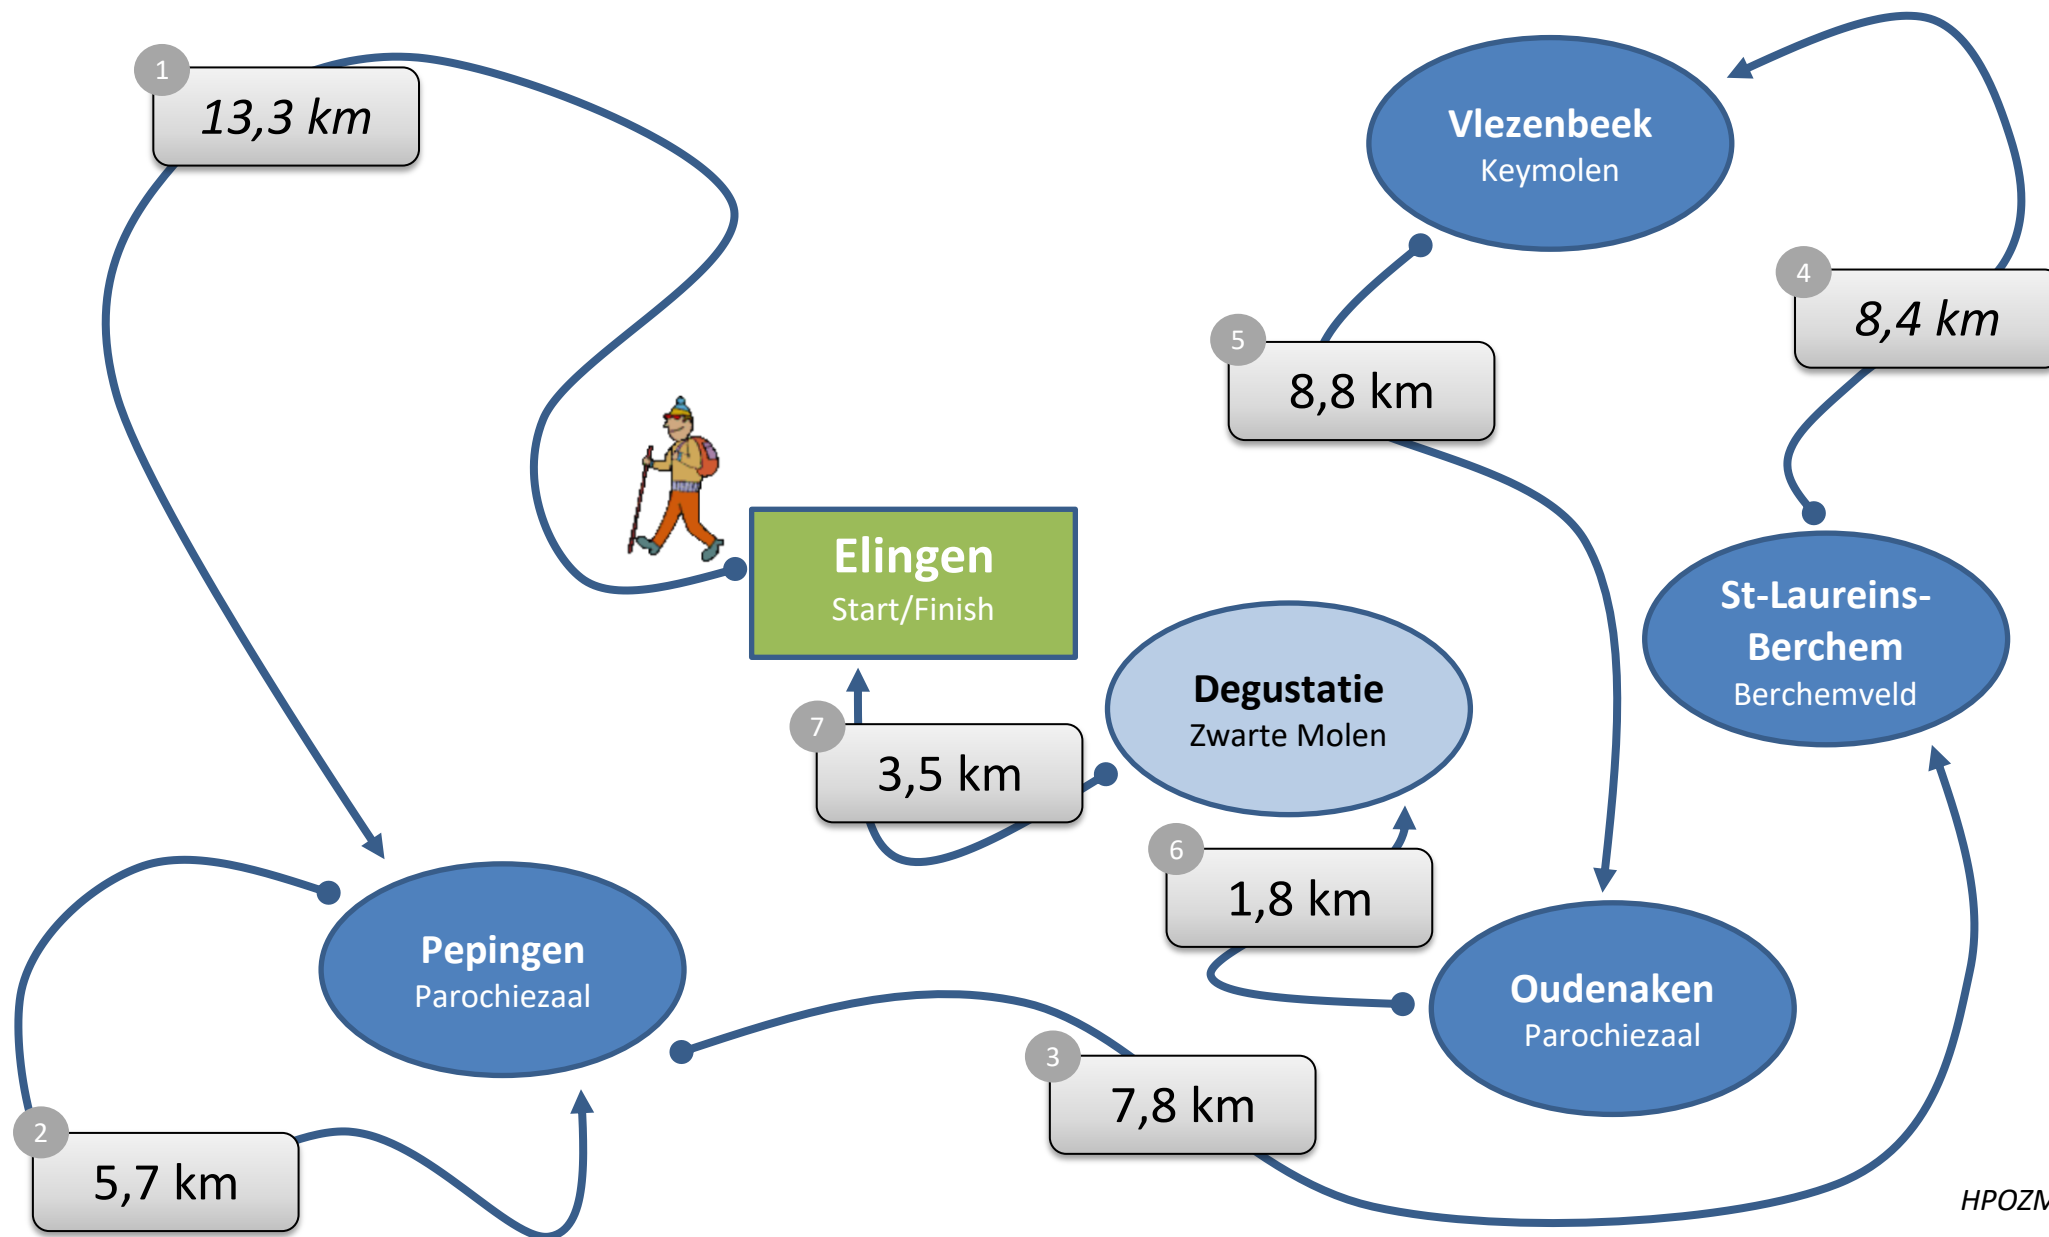 1
13,3 km
Vlezenbeek
Keymolen
4
8,4 km
5
8,8 km
Elingen
Start/Finish
St-Laureins-
Berchem
Berchemveld
Degustatie
Zwarte Molen
7
3,5 km
6
1,8 km
Pepingen
Parochiezaal
Oudenaken
Parochiezaal
3
7,8 km
2
5,7 km